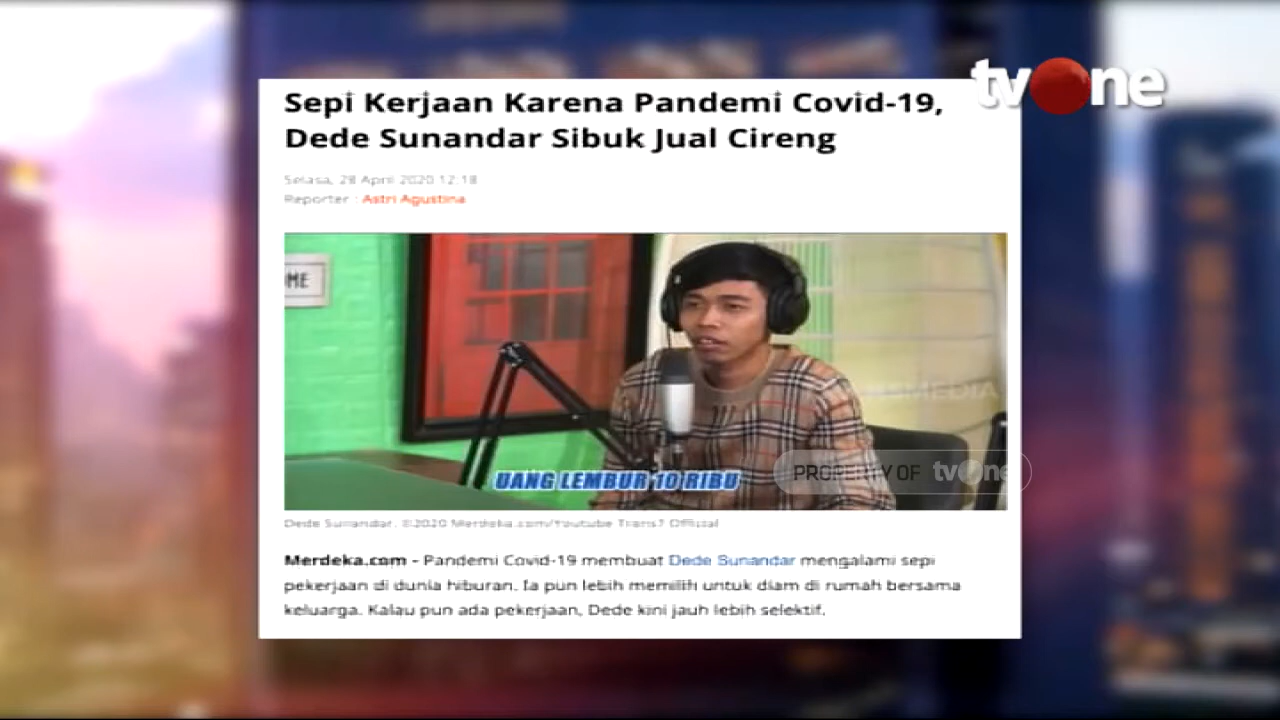 tvOne
Sepi Kerjaan Karena Pandemi Covid-19,
Dede Sunandar Sibuk Jual Cireng
Selasa, 28 April 2020 12:18
Reporter : Astri Agustina
OME
UANG LEMBUR 10 RIBU
PROPERTY OF tvOne
Dede Sunandar. ©2020 Merdeka.com/Youtube Trans7 Official
Merdeka.com - Pandemi Covid-19 membuat Dede Sunandar mengalami sepi
pekerjaan di dunia hiburan. Ia pun lebih memilih untuk diam di rumah bersama
keluarga. Kalau pun ada pekerjaan, Dede kini jauh lebih selektif.